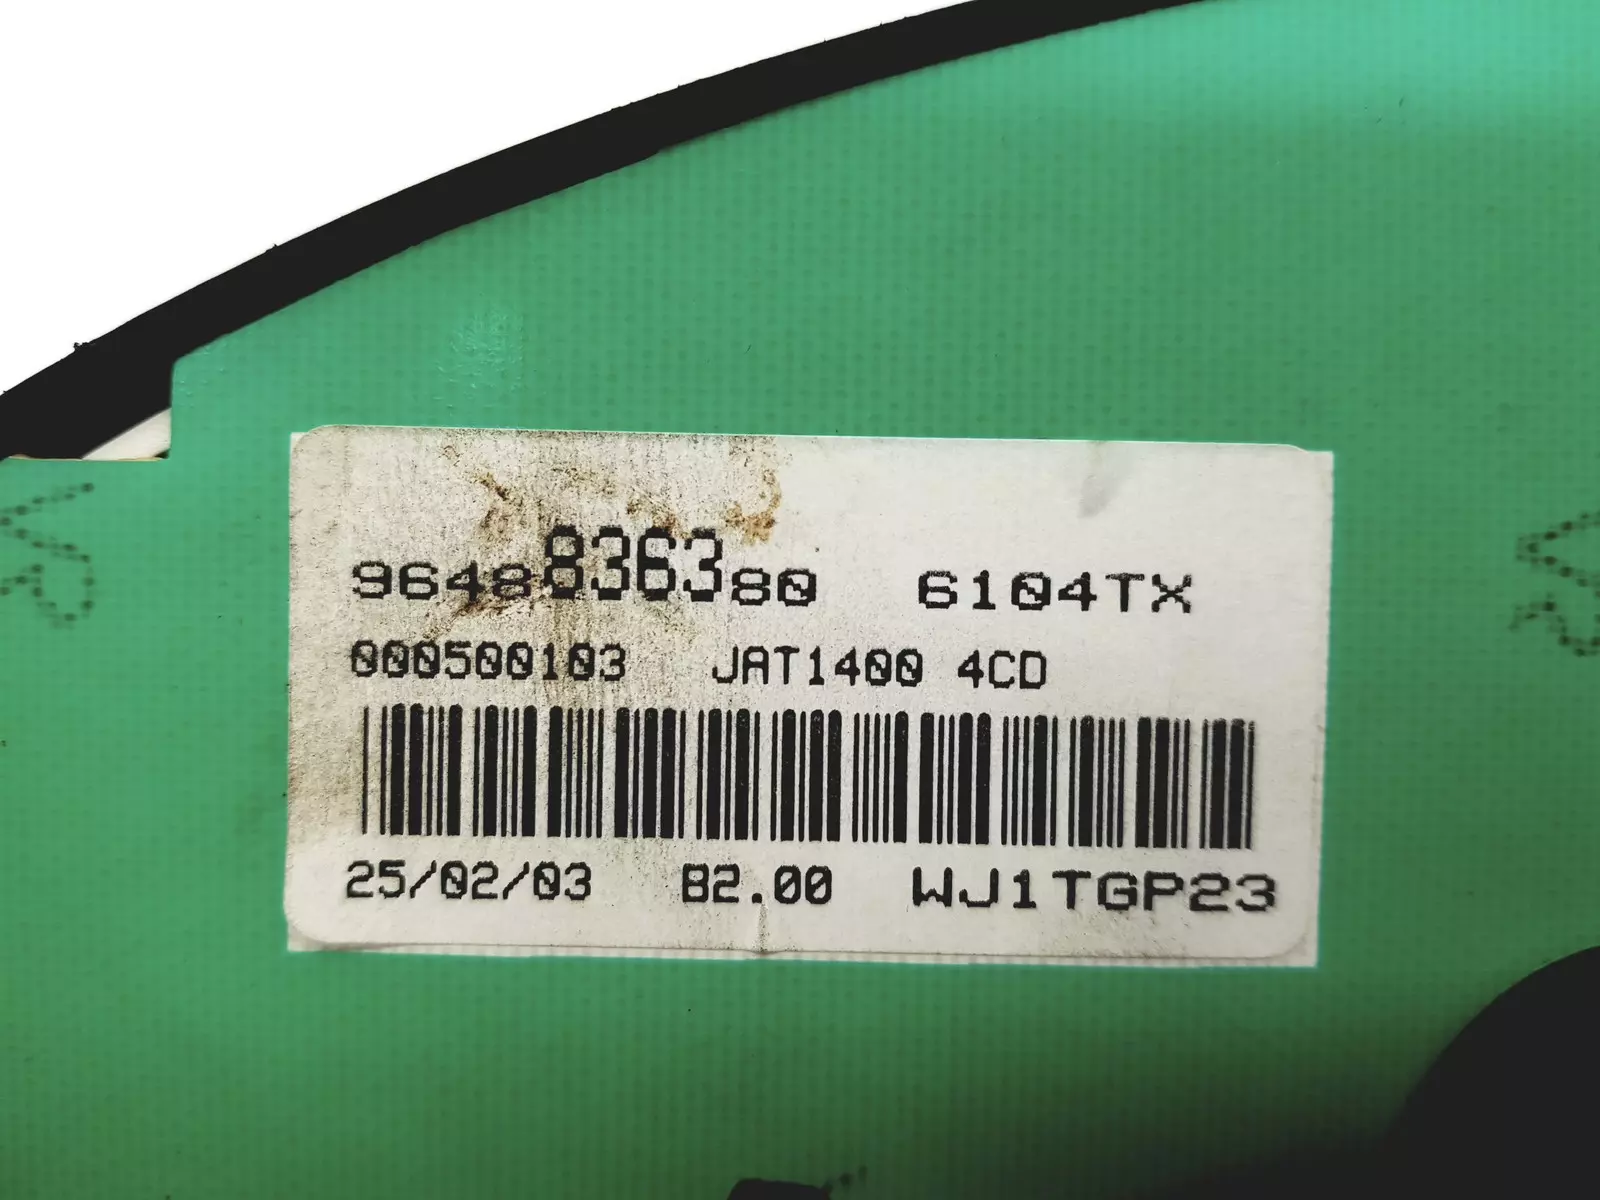 9648836380 6104TX
000500103 JAT1400 4CD
25/02/03 B2.00 WJ1TGP23